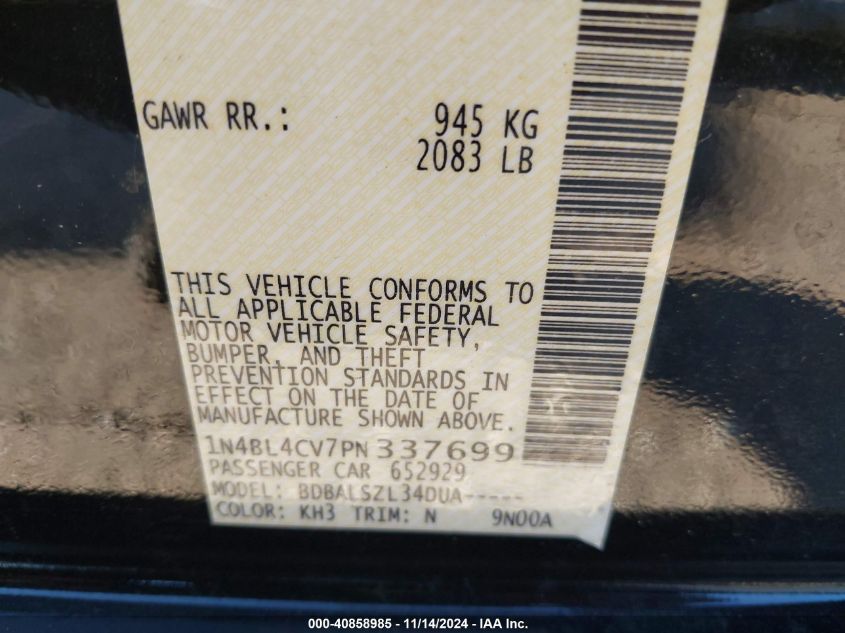 GAWR RR.: 945 KG
2083 LB
THIS VEHICLE CONFORMS TO
ALL APPLICABLE FEDERAL
MOTOR VEHICLE SAFETY,
BUMPER, AND THEFT
PREVENTION STANDARDS IN
EFFECT ON THE DATE OF
MANUFACTURE SHOWN ABOVE.
1N4BL4CV7PN337699
PASSENGER CAR 652929
MODEL: BDBALSZL34DUA-----
COLOR: KH3 TRIM: N 9N00A
000-40858985 - 11/14/2024 - IAA Inc.